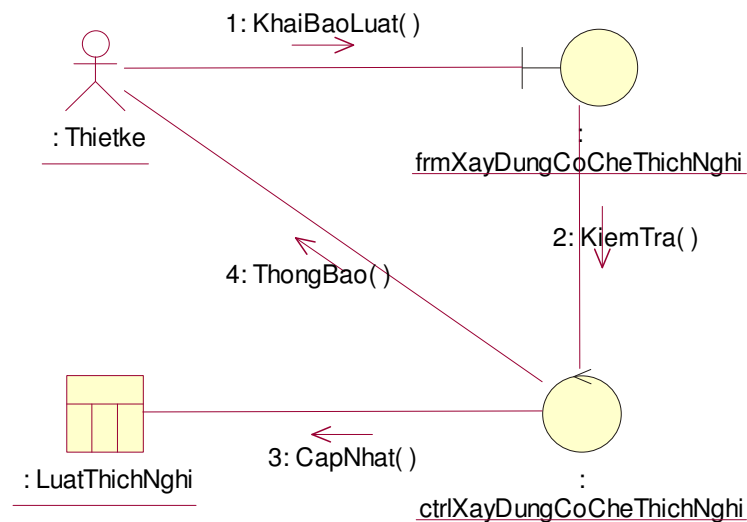 1: KhaiBaoLuat( )
: Thietke
:
frmXayDungCoCheThichNghi
2: KiemTra( )
4: ThongBao( )
3: CapNhat( )
: LuatThichNghi
:
ctrlXayDungCoCheThichNghi